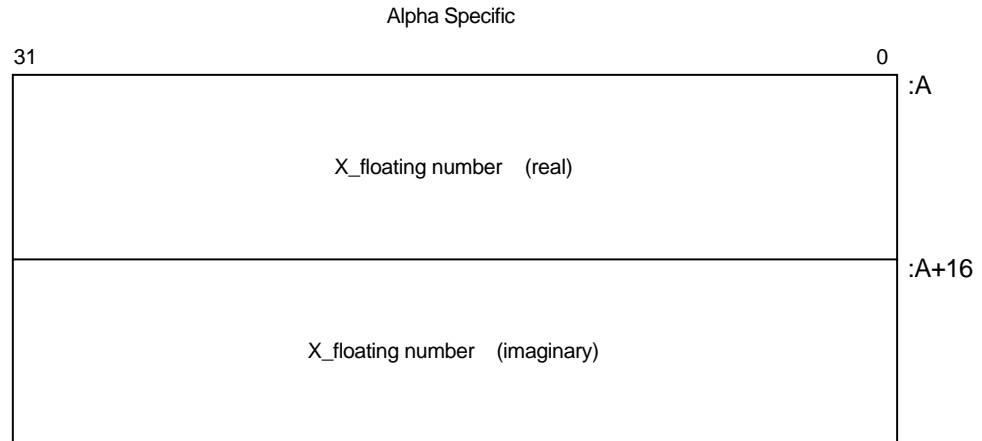 Alpha Specific
31 0
:A
X_floating number (real)
:A+16
X_floating number (imaginary)